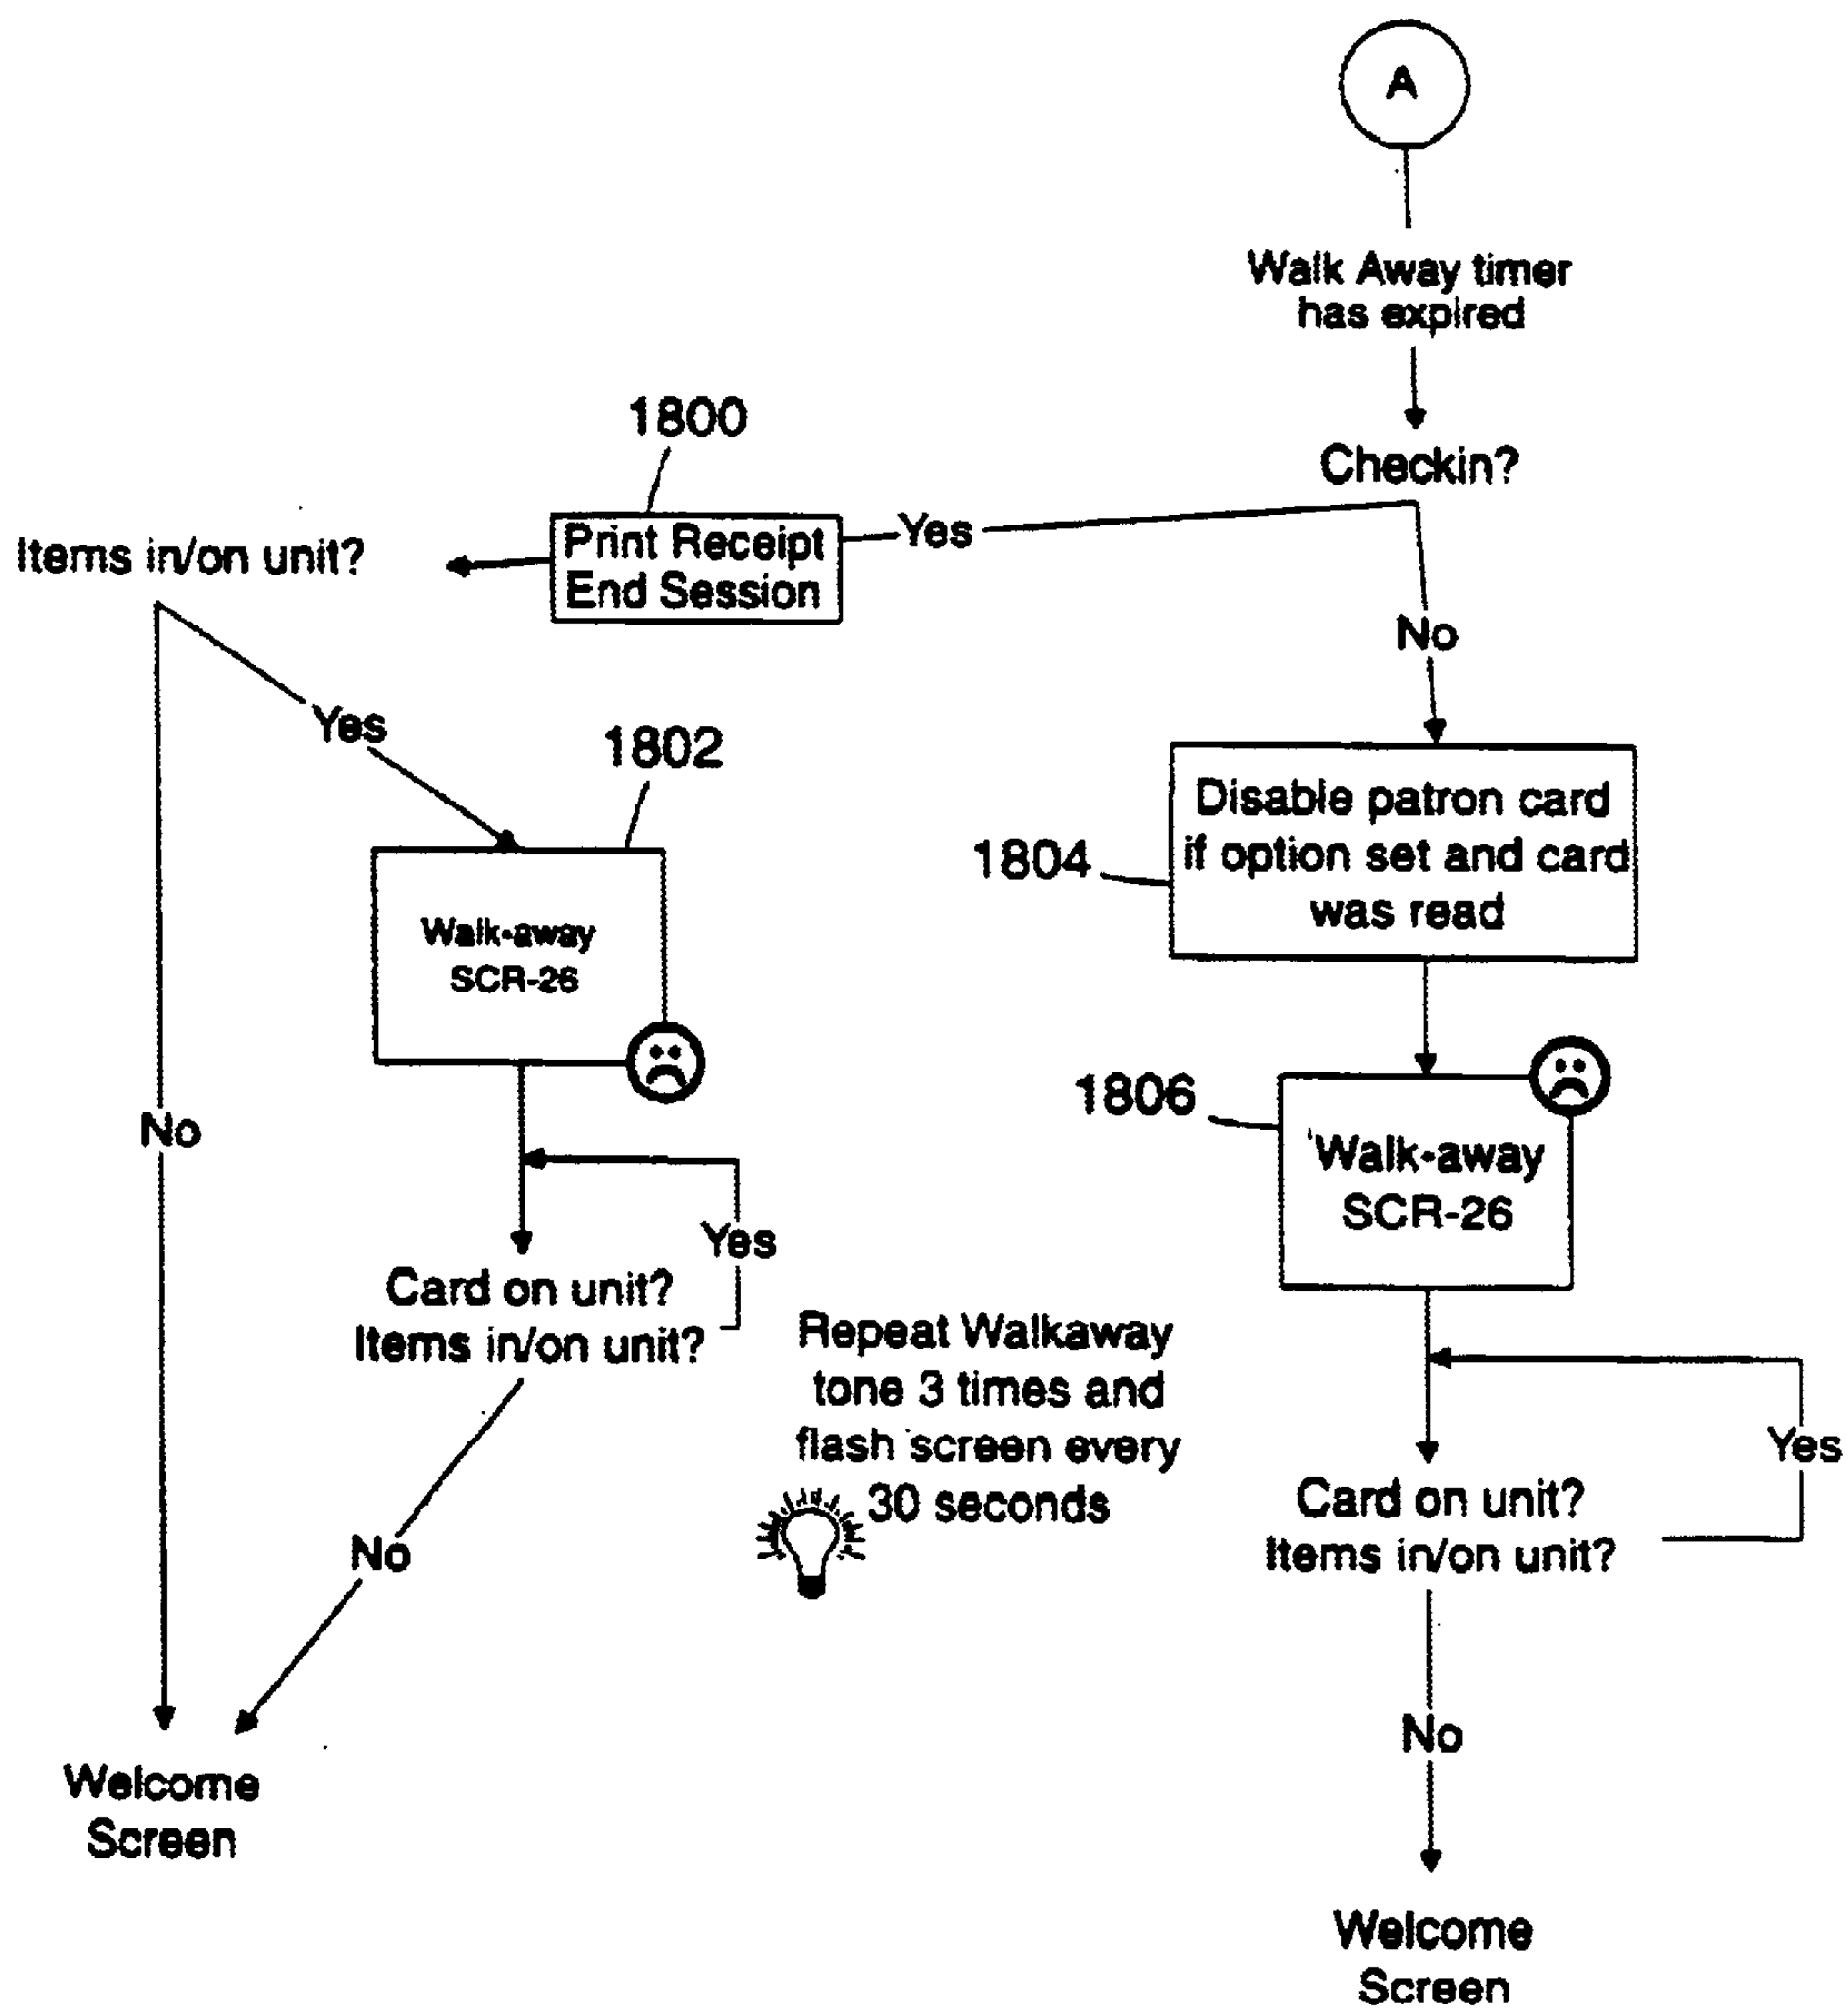 A
Walk Away timer
has expired
Checkin?
Yes
1800
Print Receipt
End Session
Items in/on unit?
No
Yes
1802
Walk-away
SCR-26
Yes
Card on unit?
Items in/on unit?
No
No
Welcome
Screen
1804
Disable patron card
if option set and card
was read
1806
Walk-away
SCR-26
Repeat Walkaway
tone 3 times and
flash screen every
30 seconds
Card on unit?
Items in/on unit?
Yes
No
Welcome
Screen